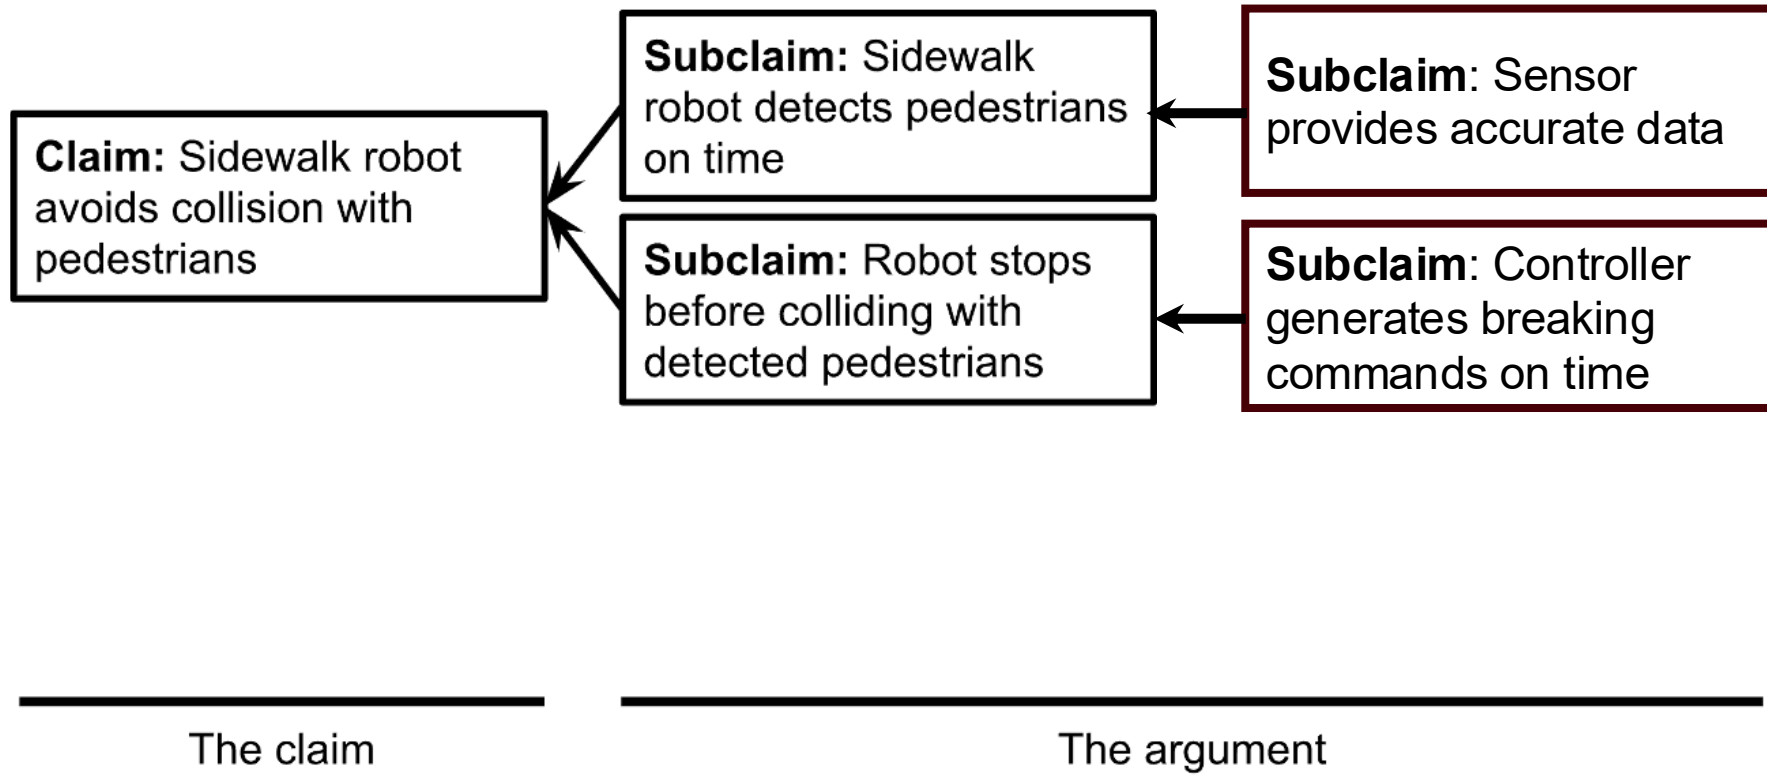 Claim: Sidewalk robot
avoids collision with
pedestrians
Subclaim: Sidewalk
robot detects pedestrians
on time
Subclaim: Robot stops
before colliding with
detected pedestrians
Subclaim: Sensor
provides accurate data
Subclaim: Controller
generates breaking
commands on time
The claim
The argument